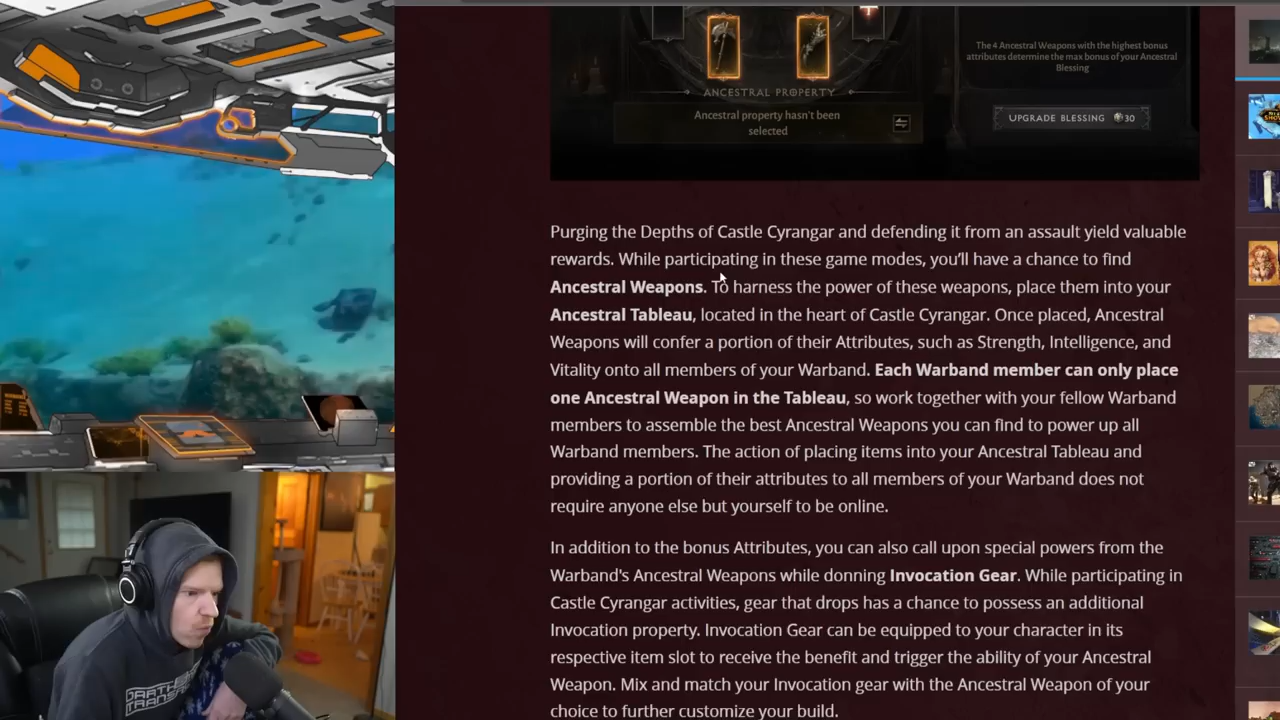 The 4 Ancestral Weapons with the highest bonus
attributes determine the max bonus of your Ancestral
Blessing
ANCESTRAL PROPERTY
Ancestral property hasn't been
selected
UPGRADE BLESSING 30
Purging the Depths of Castle Cyrangar and defending it from an assault yield valuable
rewards. While participating in these game modes, you'll have a chance to find
Ancestral Weapons. To harness the power of these weapons, place them into your
Ancestral Tableau, located in the heart of Castle Cyrangar. Once placed, Ancestral
Weapons will confer a portion of their Attributes, such as Strength, Intelligence, and
Vitality onto all members of your Warband. Each Warband member can only place
one Ancestral Weapon in the Tableau, so work together with your fellow Warband
members to assemble the best Ancestral Weapons you can find to power up all
Warband members. The action of placing items into your Ancestral Tableau and
providing a portion of their attributes to all members of your Warband does not
require anyone else but yourself to be online.
In addition to the bonus Attributes, you can also call upon special powers from the
Warband's Ancestral Weapons while donning Invocation Gear. While participating in
Castle Cyrangar activities, gear that drops has a chance to possess an additional
Invocation property. Invocation Gear can be equipped to your character in its
respective item slot to receive the benefit and trigger the ability of your Ancestral
Weapon. Mix and match your Invocation gear with the Ancestral Weapon of your
choice to further customize your build.